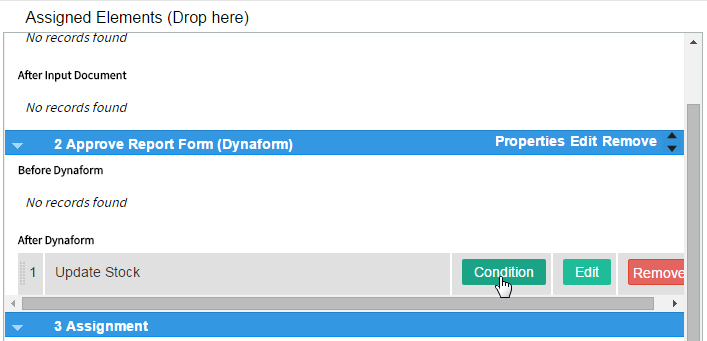 Assigned Elements (Drop here)
No records found
After Input Document
No records found
2 Approve Report Form (Dynaform) Properties Edit Remove
Before Dynaform
No records found
After Dynaform
1 Update Stock Condition Edit Remove
3 Assignment